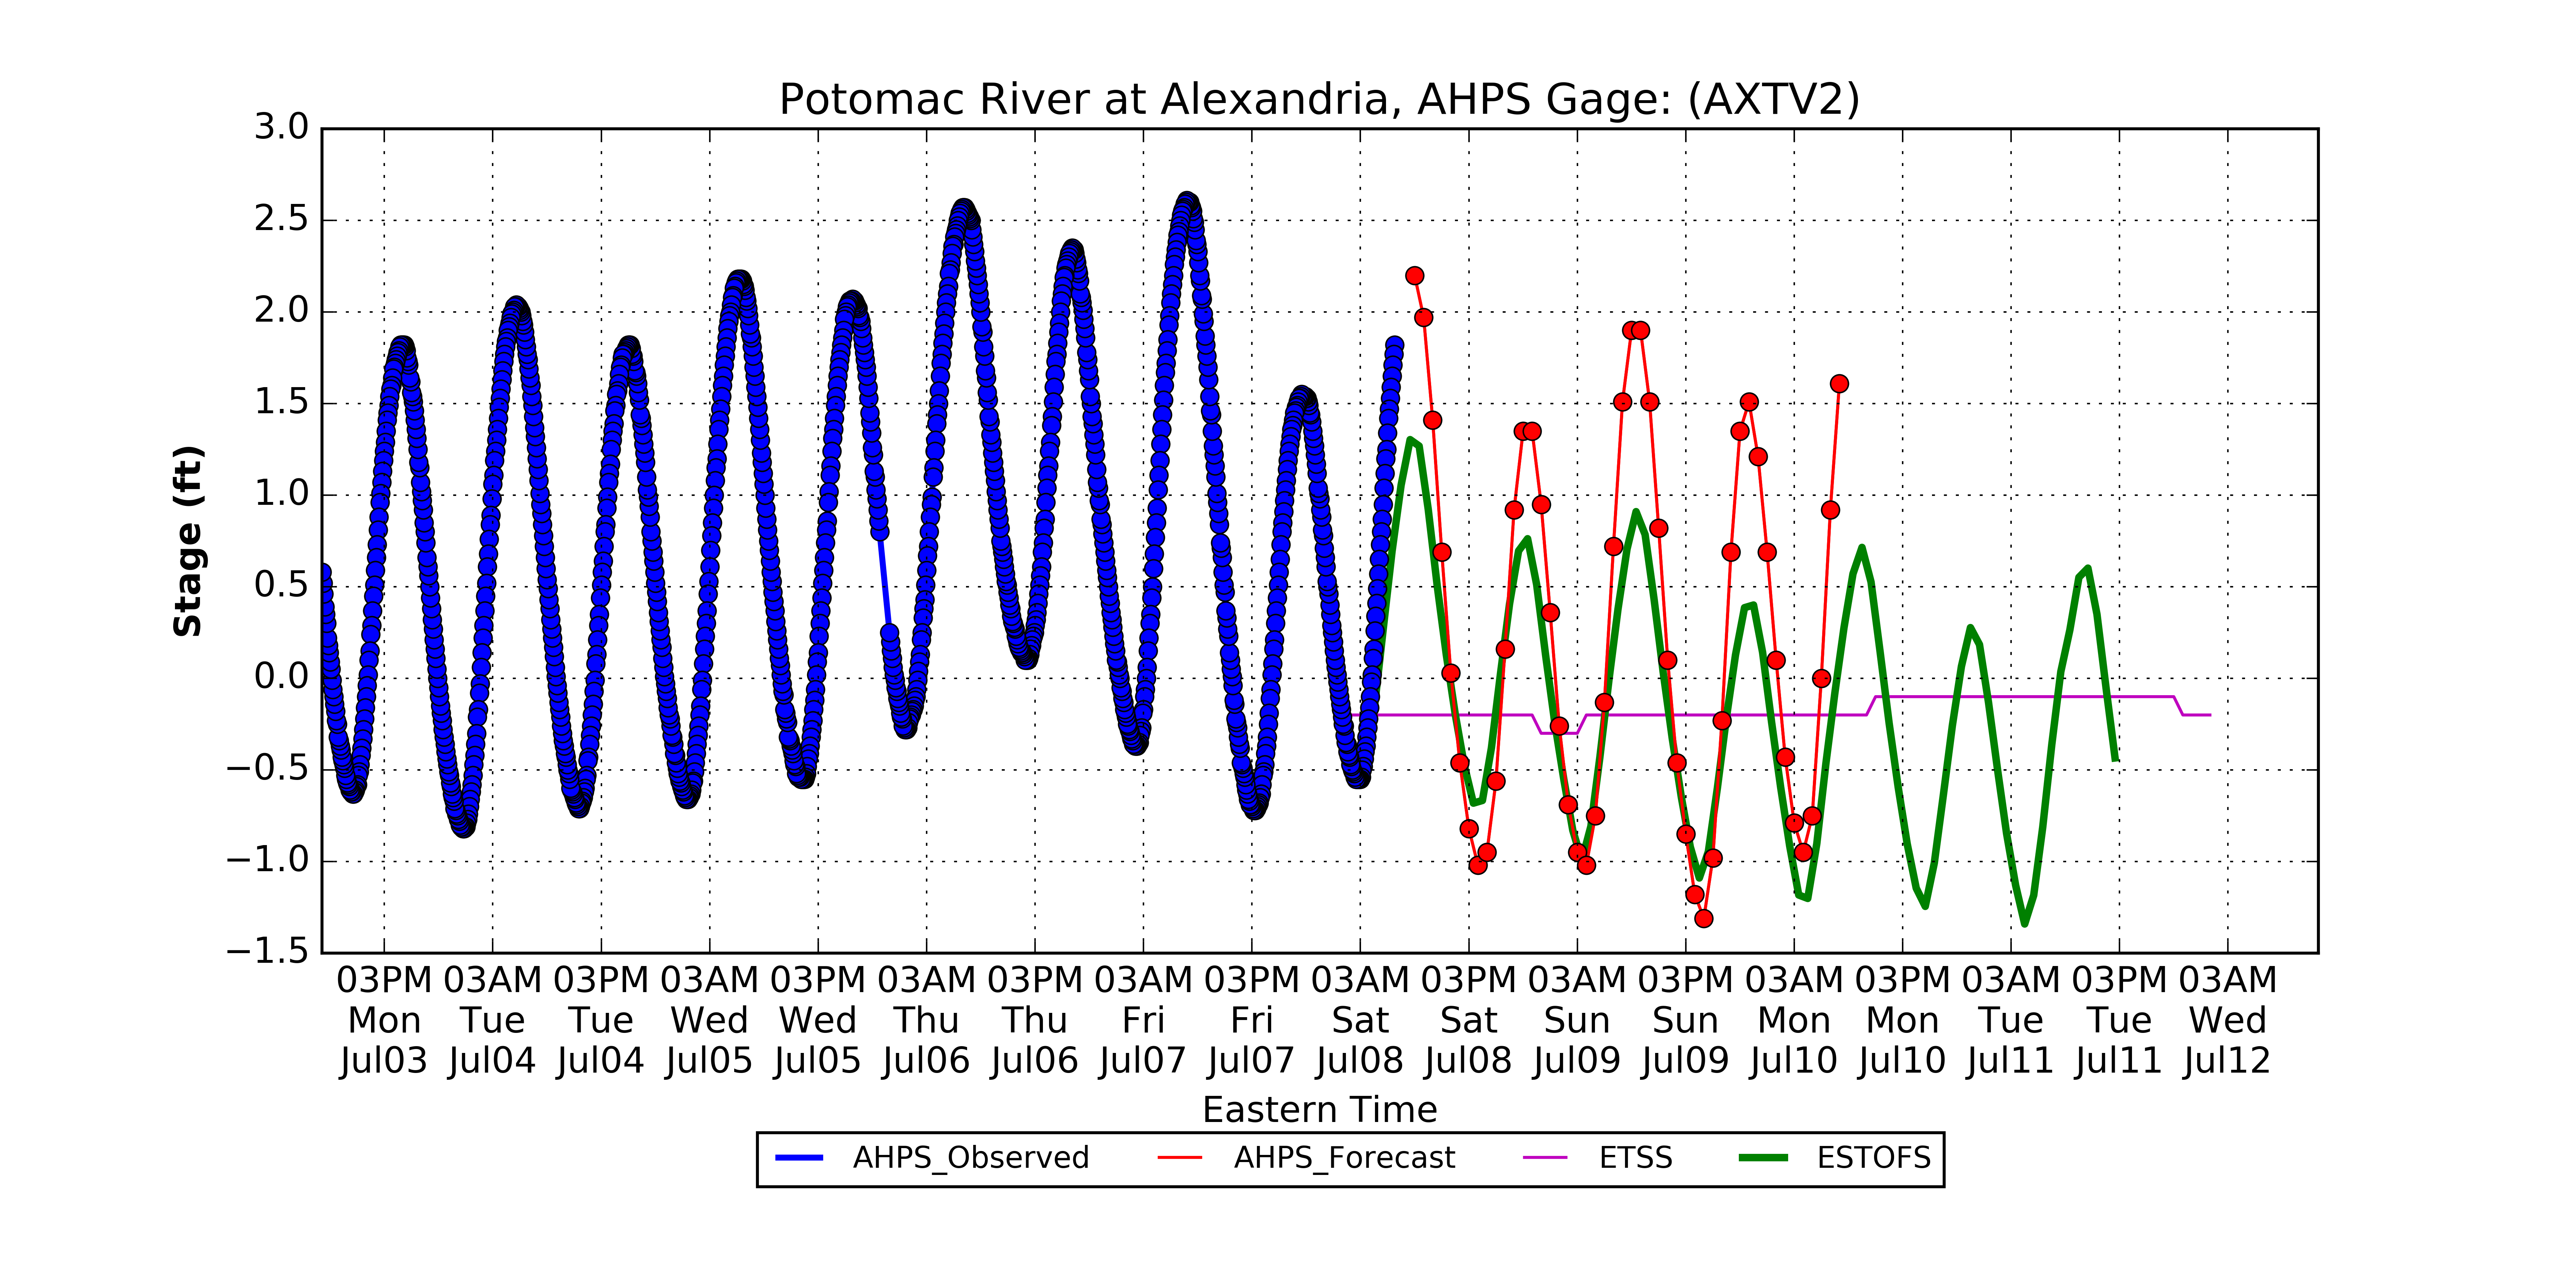 Potomac River at Alexandria, AHPS Gage: (AXTV2)
3.0
2.5
2.0
1.5
1.0
0.5
0.0
−0.5
−1.0
−1.5
Stage (ft)
03PM 03AM 03PM 03AM 03PM 03AM 03PM 03AM 03PM 03AM 03PM 03AM 03PM 03AM 03PM 03AM 03PM 03AM
Mon Tue Tue Wed Wed Thu Thu Fri Fri Sat Sat Sun Sun Mon Mon Tue Tue Wed
Jul03 Jul04 Jul04 Jul05 Jul05 Jul06 Jul06 Jul07 Jul07 Jul08 Jul08 Jul09 Jul09 Jul10 Jul10 Jul11 Jul11 Jul12
Eastern Time
AHPS_Observed AHPS_Forecast ETSS ESTOFS